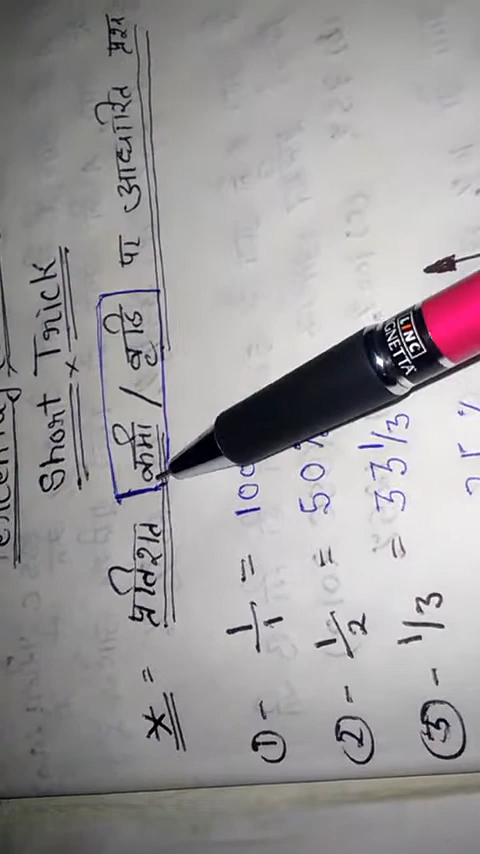 Short Trick
* = प्रतिशत कमी / वृद्धि पर आधारित प्रश्न
① - 1/1 = 100
② - 1/2 = 50%
③ - 1/3 = 33 1/3
LINC